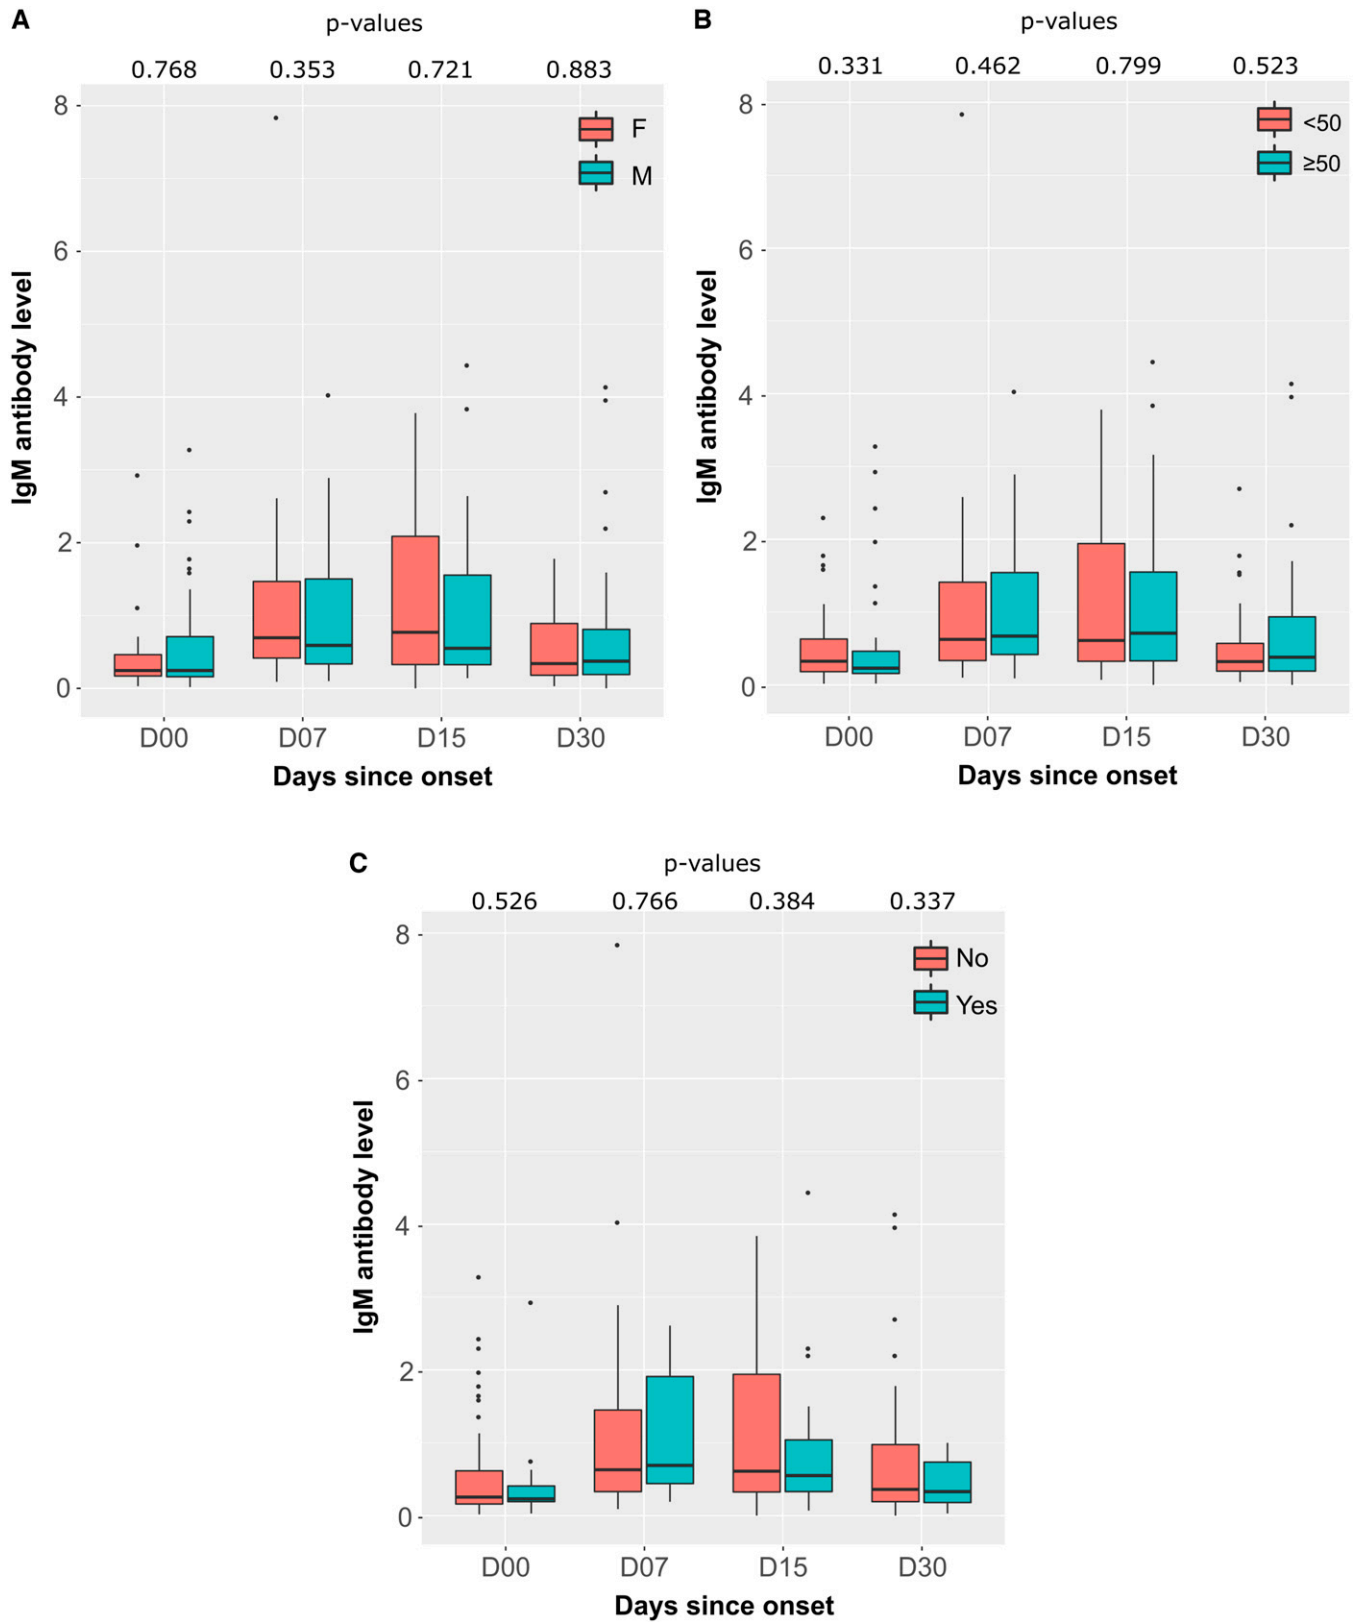 A
p-values
0.768 0.353 0.721 0.883
8
6
4
2
0
IgM antibody level
F
M
D00 D07 D15 D30
Days since onset
B
p-values
0.331 0.462 0.799 0.523
8
6
4
2
0
IgM antibody level
<50
≥50
D00 D07 D15 D30
Days since onset
C
p-values
0.526 0.766 0.384 0.337
8
6
4
2
0
IgM antibody level
No
Yes
D00 D07 D15 D30
Days since onset